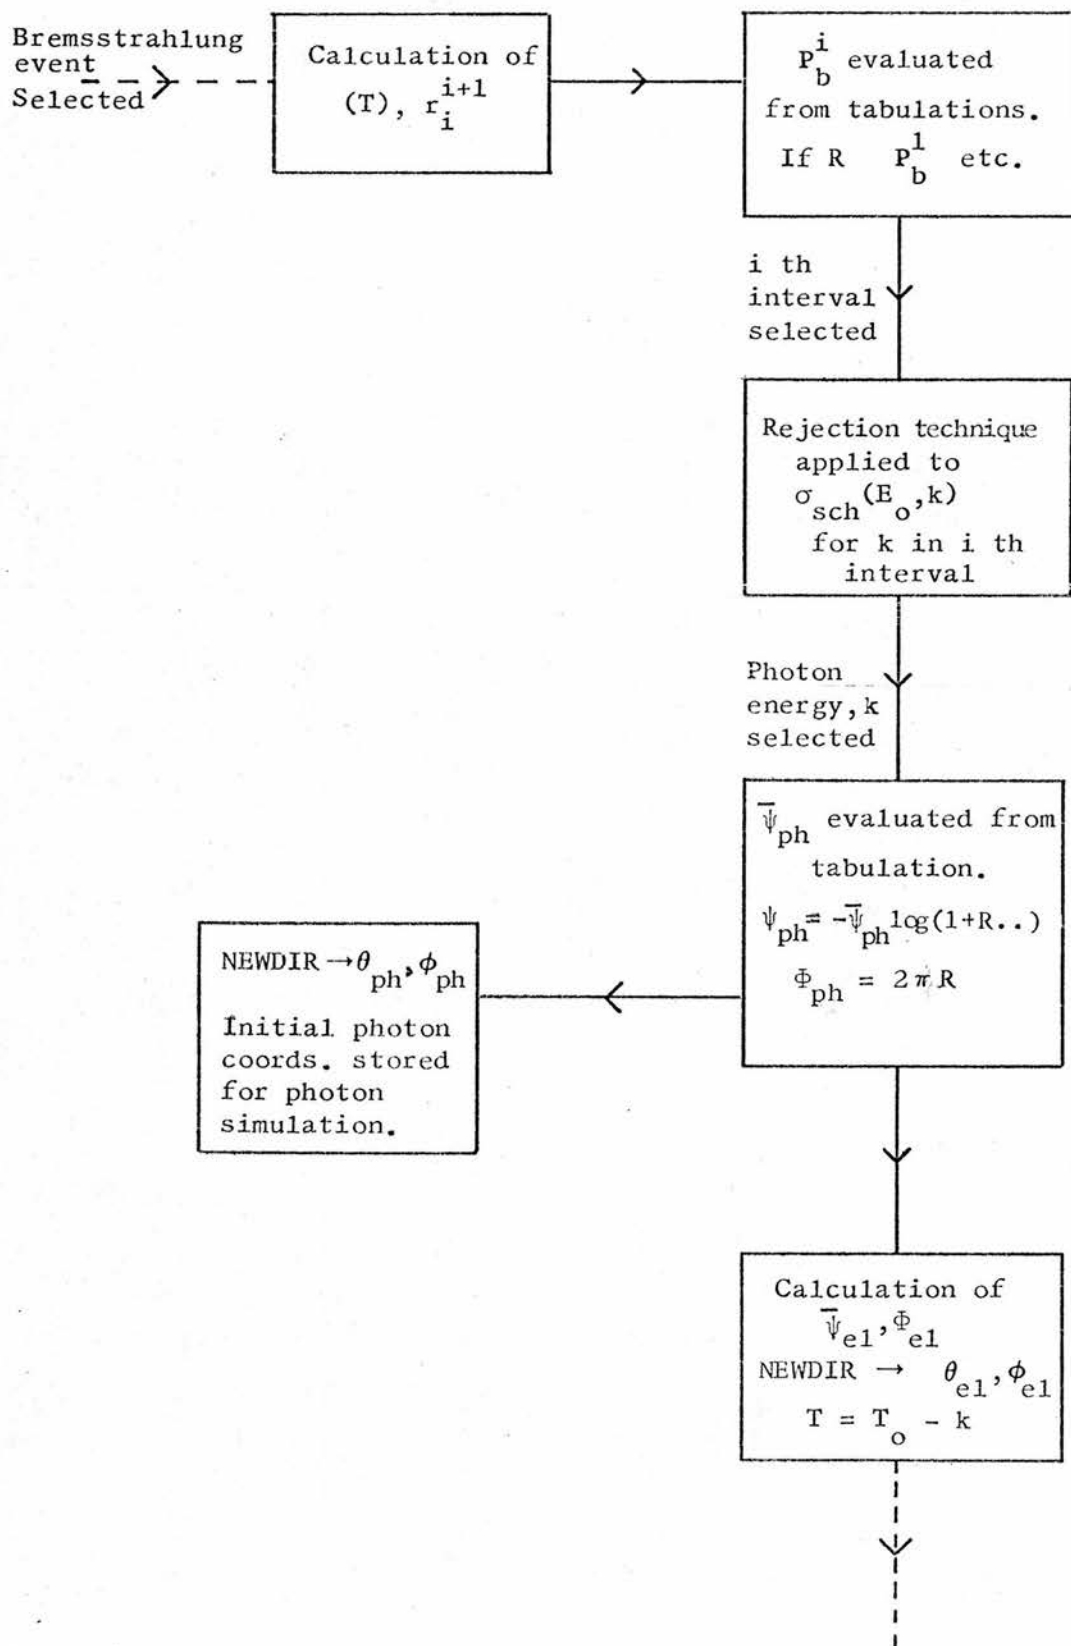 Bremsstrahlung
event
Selected
Calculation of
(T), r_i^{i+1}
P_b^i evaluated
from tabulations.
If R P_b^1 etc.
i th
interval
selected
Rejection technique
applied to
σ_sch(E_o,k)
for k in i th
interval
Photon
energy,k
selected
ψ̅_ph evaluated from
tabulation.
ψ_ph= -ψ̅_ph log(1+R..)
Φ_ph = 2πR
NEWDIR →θ_ph,ϕ_ph
Initial photon
coords. stored
for photon
simulation.
Calculation of
ψ̅_el,Φ_el
NEWDIR → θ_el,ϕ_el
T = T_o - k